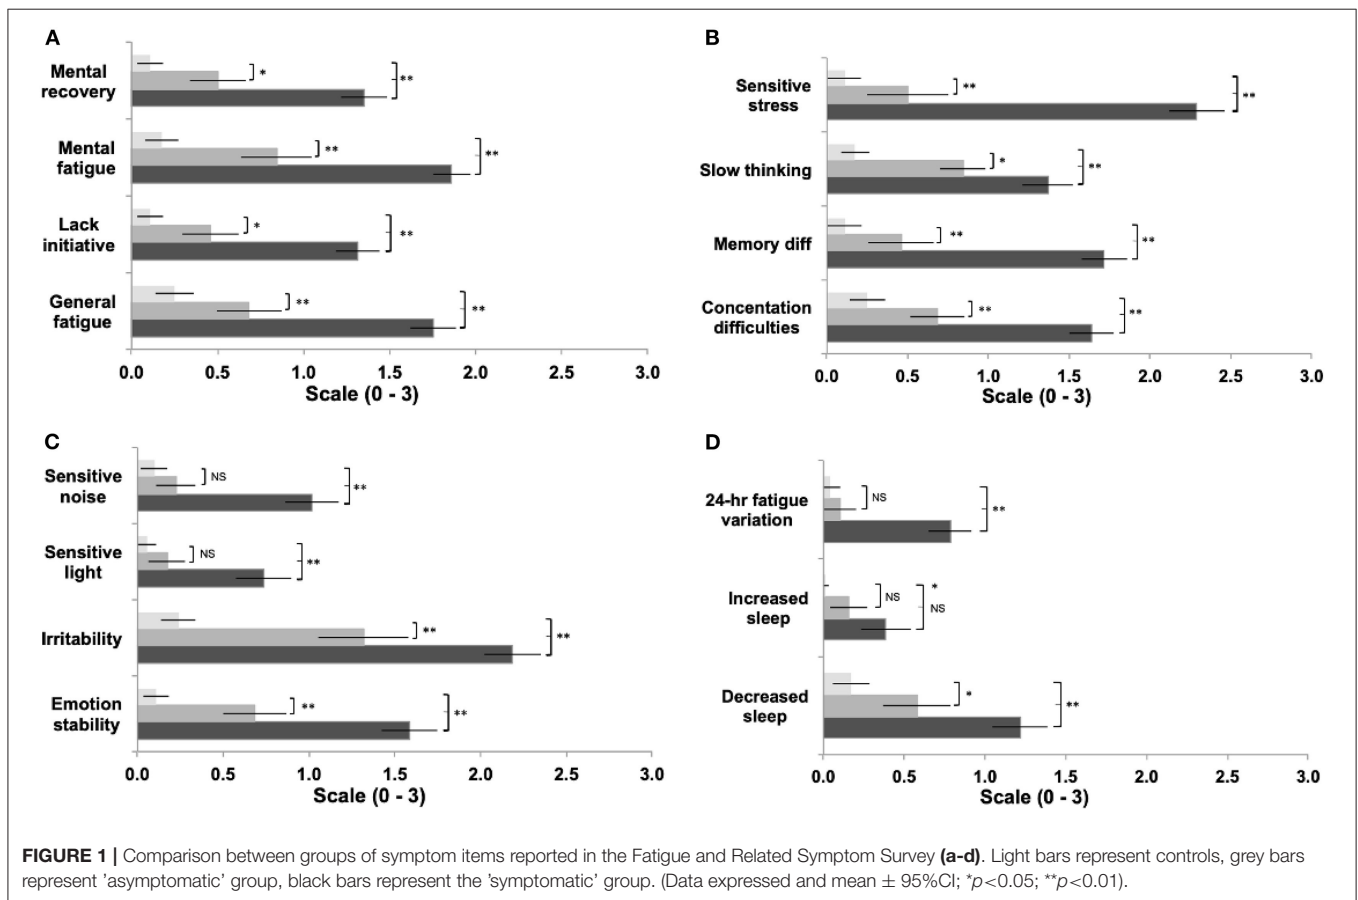 A
Mental
recovery
*
**
Mental
fatigue
**
**
Lack
initiative
*
**
General
fatigue
**
**
0.0 0.5 1.0 1.5 2.0 2.5 3.0
Scale (0 - 3)
B
Sensitive
stress
**
**
Slow thinking
*
**
Memory diff
**
**
Concentation
difficulties
**
**
0.0 0.5 1.0 1.5 2.0 2.5 3.0
Scale (0 - 3)
C
Sensitive
noise
NS
**
Sensitive
light
NS
**
Irritability
**
**
Emotion
stability
**
**
0.0 0.5 1.0 1.5 2.0 2.5 3.0
Scale (0 - 3)
D
24-hr fatigue
variation
NS
**
Increased
sleep
NS
*
NS
Decreased
sleep
*
**
0.0 0.5 1.0 1.5 2.0 2.5 3.0
Scale (0 - 3)
FIGURE 1 | Comparison between groups of symptom items reported in the Fatigue and Related Symptom Survey (a-d). Light bars represent controls, grey bars
represent 'asymptomatic' group, black bars represent the 'symptomatic' group. (Data expressed and mean ± 95%CI; *p<0.05; **p<0.01).